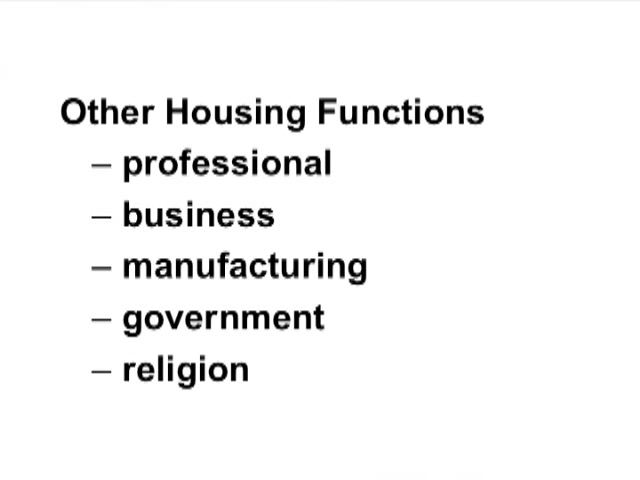 Other Housing Functions
– professional
– business
– manufacturing
– government
– religion